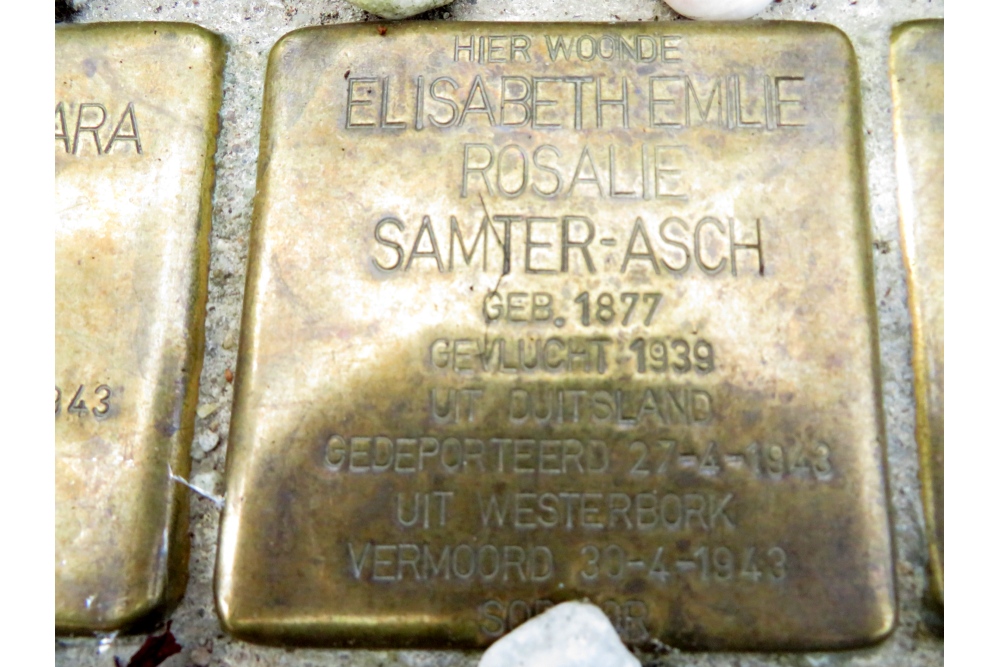 ARA
943
HIER WOONDE
ELISABETH EMILIE
ROSALIE
SAMTER-ASCH
GEB. 1877
GEVLUCHT 1939
UIT DUITSLAND
GEDEPORTEERD 27-4-1943
UIT WESTERBORK
VERMOORD 30-4-1943